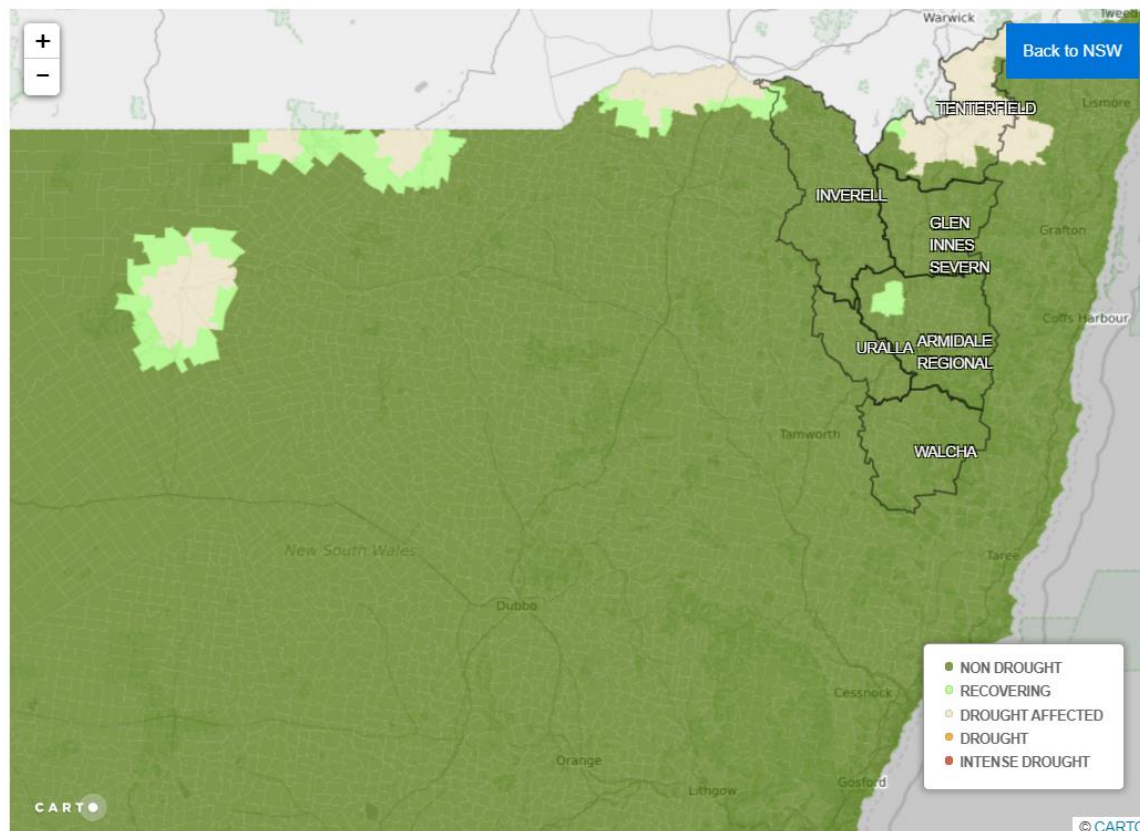 +
−
Warwick
Tweed
Back to NSW
TENTERFIELD
Lismore
INVERELL
GLEN
INNES
SEVERN
Grafton
Coffs Harbour
URALLA
ARMIDALE
REGIONAL
Tamworth
WALCHA
New South Wales
Taree
Dubbo
NON DROUGHT
RECOVERING
DROUGHT AFFECTED
DROUGHT
INTENSE DROUGHT
Cessnock
Orange
Lithgow
Gosford
CARTO
© CARTO